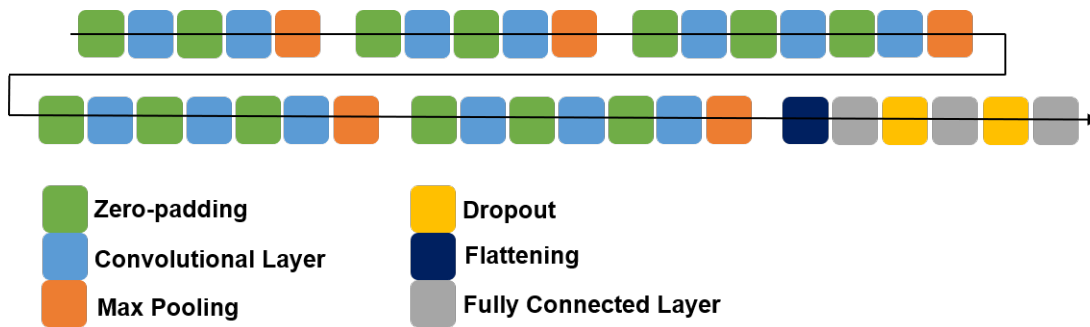 Zero-padding
Convolutional Layer
Max Pooling
Dropout
Flattening
Fully Connected Layer